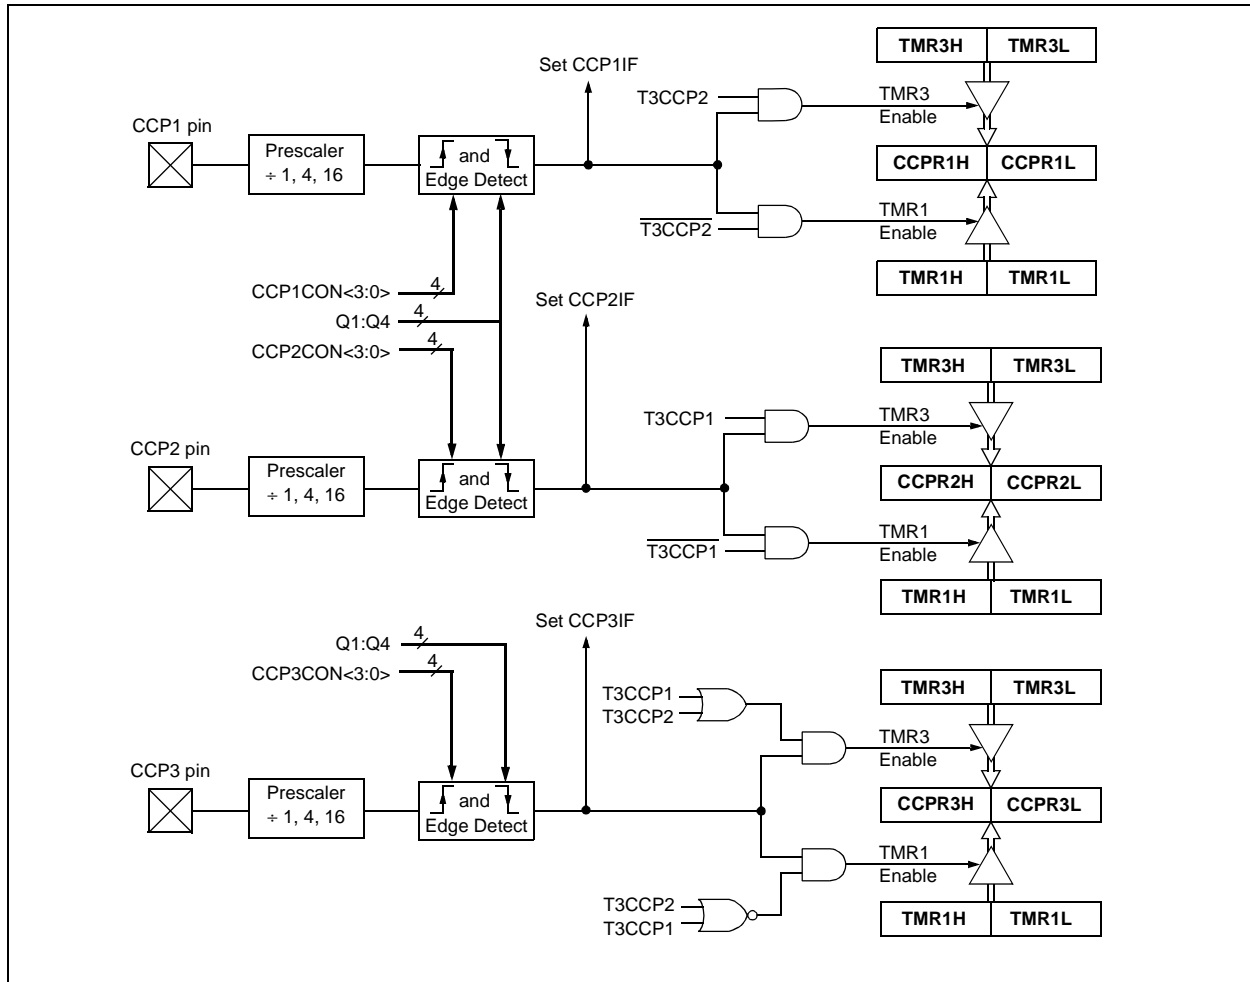 TMR3H TMR3L
Set CCP1IF
T3CCP2
TMR3
Enable
CCP1 pin
Prescaler
÷ 1, 4, 16
and
Edge Detect
CCPR1H CCPR1L
T3CCP2
TMR1
Enable
TMR1H TMR1L
CCP1CON<3:0> 4
Q1:Q4 4
CCP2CON<3:0> 4
Set CCP2IF
TMR3H TMR3L
T3CCP1
TMR3
Enable
CCP2 pin
Prescaler
÷ 1, 4, 16
and
Edge Detect
CCPR2H CCPR2L
T3CCP1
TMR1
Enable
TMR1H TMR1L
Set CCP3IF
Q1:Q4 4
CCP3CON<3:0> 4
TMR3H TMR3L
T3CCP1
T3CCP2
TMR3
Enable
CCP3 pin
Prescaler
÷ 1, 4, 16
and
Edge Detect
CCPR3H CCPR3L
TMR1
Enable
T3CCP2
T3CCP1
TMR1H TMR1L